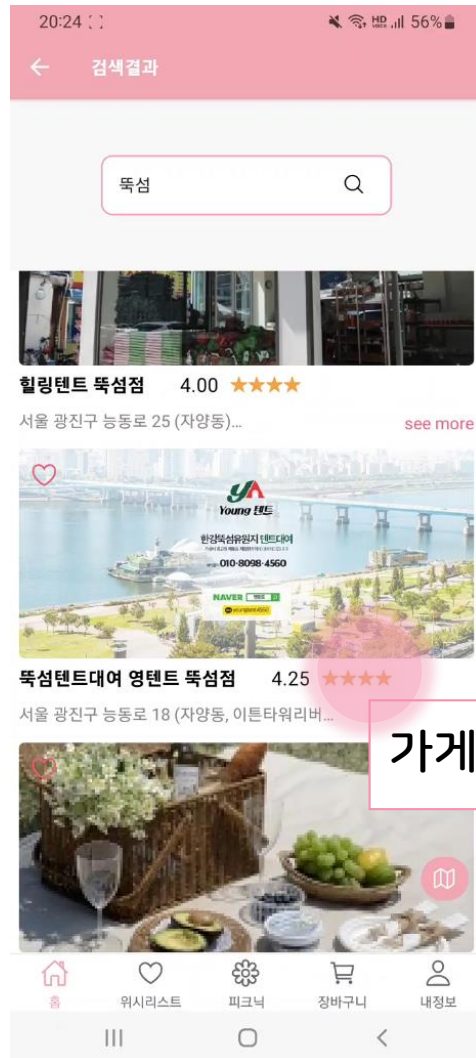 20:24
HD
56%
검색결과
뚝섬
힐링텐트 뚝섬점 4.00 ★★★★
서울 광진구 능동로 25 (자양동)...
see more
YA
Young 텐트
한강뚝섬유원지 텐트대여
010-8098-4560
NAVER
뚝섬텐트대여 영텐트 뚝섬점 4.25 ★★★★
서울 광진구 능동로 18 (자양동, 이튼타워리버...
가게
홈 위시리스트 피크닉 장바구니 내정보